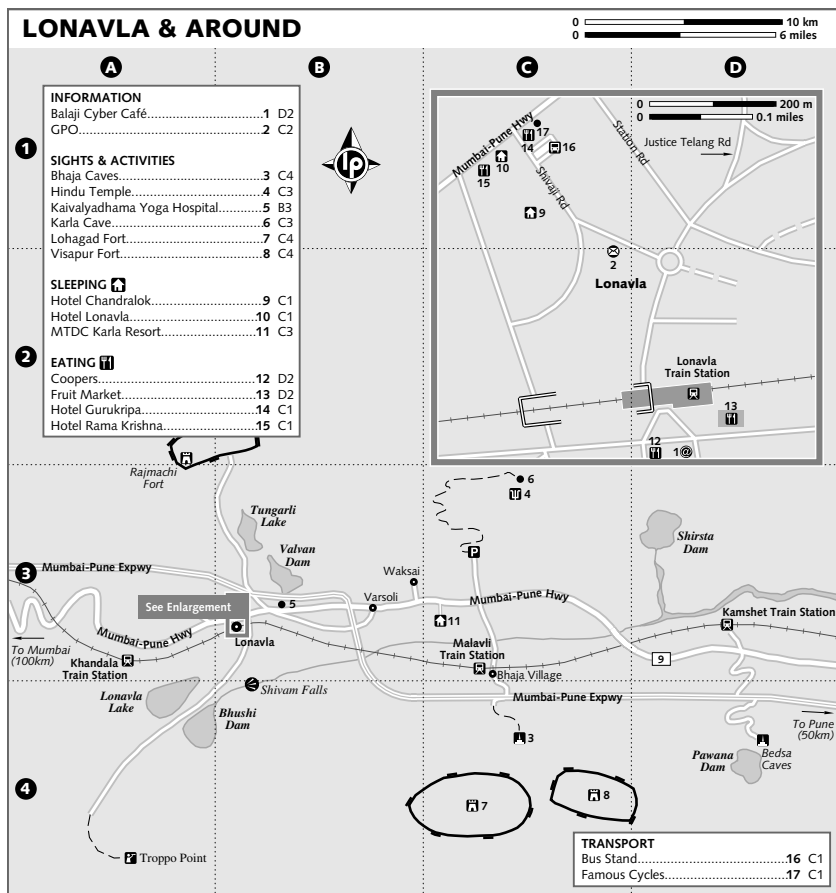 LONAVLA & AROUND
0 10 km
0 6 miles
A B C D
INFORMATION
Balaji Cyber Café.......................1 D2
GPO.......................................2 C2
SIGHTS & ACTIVITIES
Bhaja Caves..............................3 C4
Hindu Temple............................4 C3
Kaivalyadhama Yoga Hospital........5 B3
Karla Cave................................6 C3
Lohagad Fort.............................7 C4
Visapur Fort..............................8 C4
SLEEPING
Hotel Chandralok........................9 C1
Hotel Lonavla...........................10 C1
MTDC Karla Resort.....................11 C3
EATING
Coopers..................................12 D2
Fruit Market.............................13 D2
Hotel Gurukripa.........................14 C1
Hotel Rama Krishna....................15 C1
1
2
3
4
lp
0 200 m
0 0.1 miles
Mumbai-Pune Hwy
17
14
16
10
15
Station Rd
Justice Telang Rd
Shivaji Rd
9
2
Lonavla
Lonavla
Train Station
13
12
1@
Rajmachi
Fort
6
4
Tungarli
Lake
Valvan
Dam
Shirsta
Dam
P
Mumbai-Pune Expwy
Waksai
Varsoli
See Enlargement
5
Mumbai-Pune Hwy
11
Kamshet Train Station
Mumbai-Pune Hwy
To Mumbai
(100km)
Lonavla
Khandala
Train Station
Malavli
Train Station
Bhaja Village
9
Lonavla
Lake
Shivam Falls
Bhushi
Dam
Mumbai-Pune Expwy
To Pune
(50km)
3
Pawana
Dam
Bedsa
Caves
7
8
Troppo Point
TRANSPORT
Bus Stand................................16 C1
Famous Cycles..........................17 C1